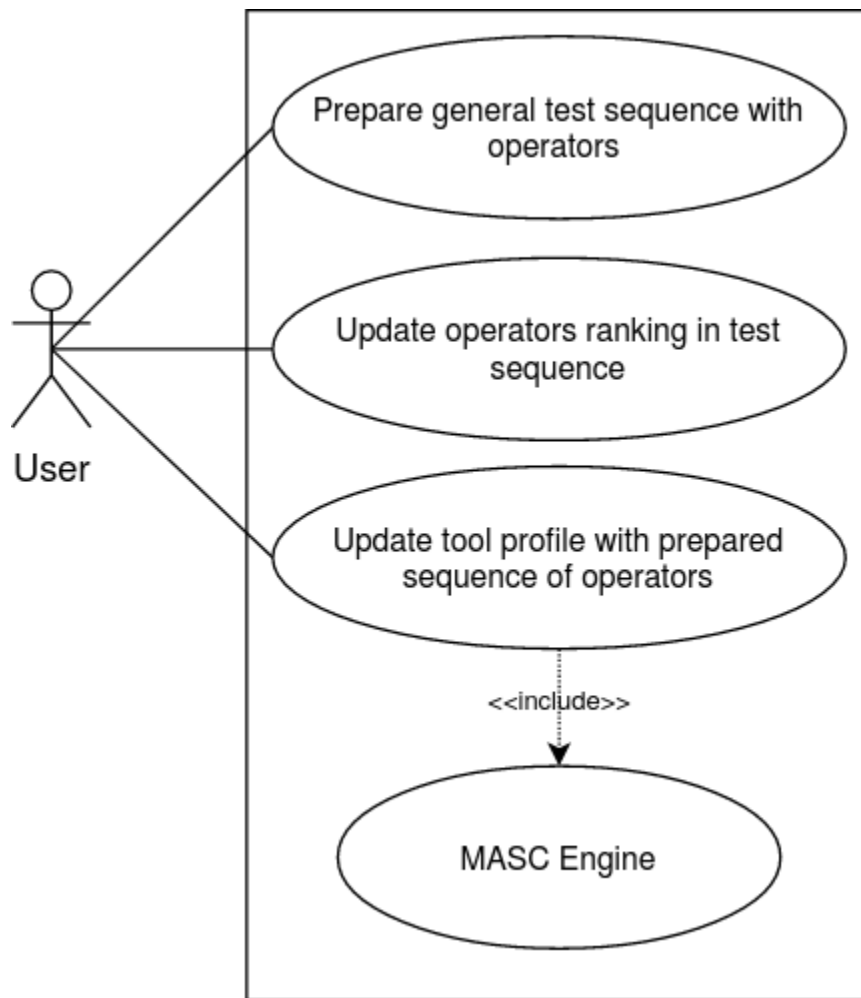 Prepare general test sequence with
operators
Update operators ranking in test
sequence
User
Update tool profile with prepared
sequence of operators
<<include>>
MASC Engine